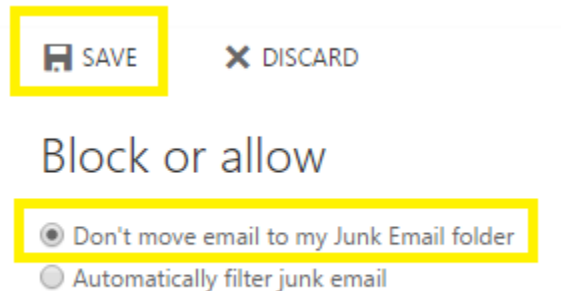 SAVE DISCARD
Block or allow
Don't move email to my Junk Email folder
Automatically filter junk email